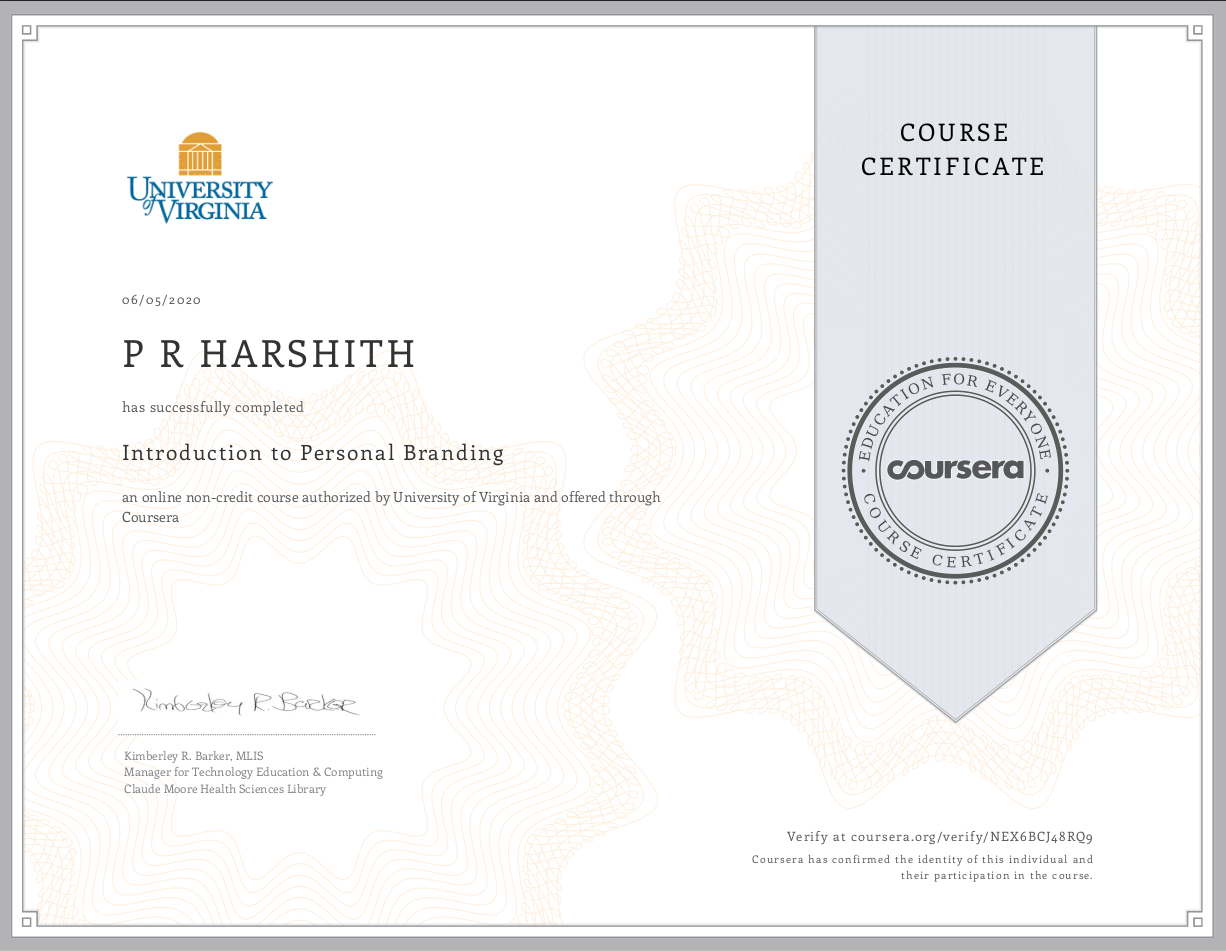 COURSE
CERTIFICATE
UNIVERSITY
of VIRGINIA
06/05/2020
P R HARSHITH
has successfully completed
Introduction to Personal Branding
an online non-credit course authorized by University of Virginia and offered through
Coursera
EDUCATION FOR EVERYONE
coursera
COURSE CERTIFICATE
Kimberley R. Barker
Kimberley R. Barker, MLIS
Manager for Technology Education & Computing
Claude Moore Health Sciences Library
Verify at coursera.org/verify/NEX6BCJ48RQ9
Coursera has confirmed the identity of this individual and
their participation in the course.